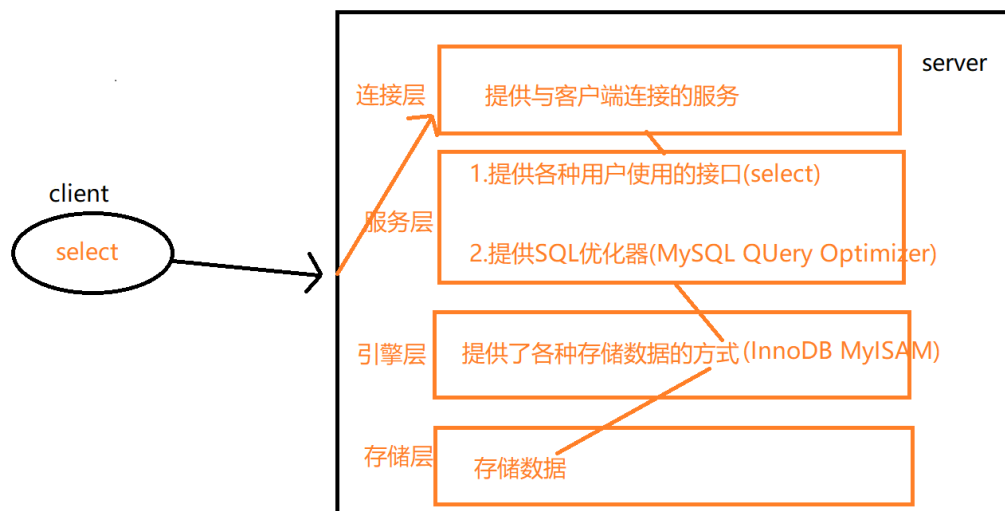 server
连接层
提供与客户端连接的服务
client
select
服务层
1.提供各种用户使用的接口(select)
2.提供SQL优化器(MySQL QUery Optimizer)
引擎层
提供了各种存储数据的方式(InnoDB MyISAM)
存储层
存储数据